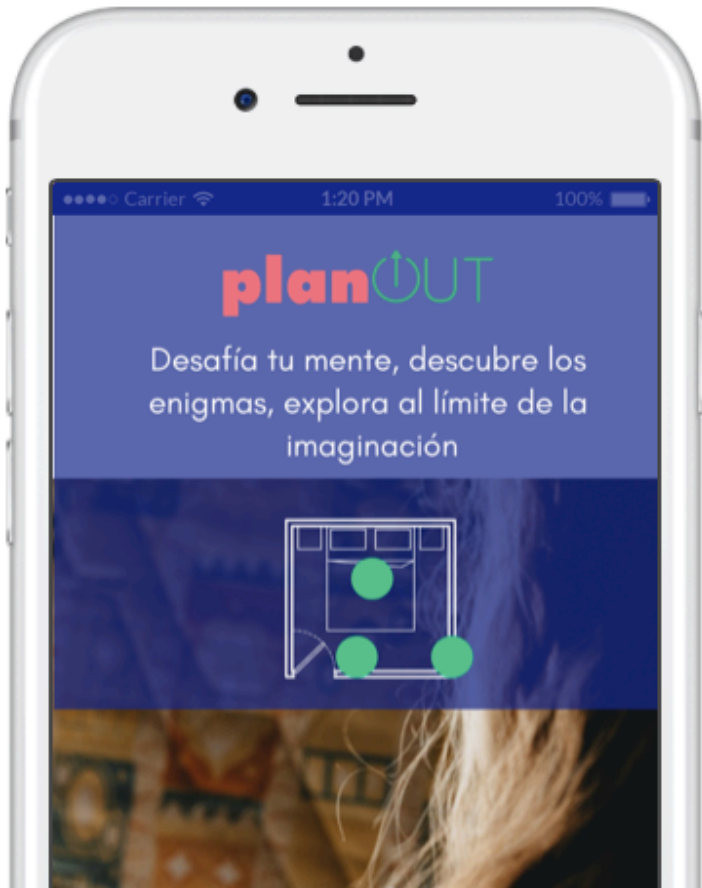 Carrier 1:20 PM 100%
planOUT
Desafía tu mente, descubre los
enigmas, explora al límite de la
imaginación